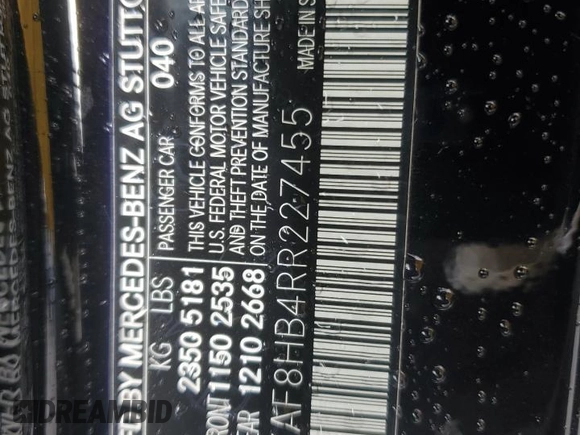 BY MERCEDES-BENZ AG STUTTG
KG LBS PASSENGER CAR 040
2350 5181 THIS VEHICLE CONFORMS TO ALL
FRONT 1150 2535 U.S. FEDERAL MOTOR VEHICLE SAFE
1210 2668 AND THEFT PREVENTION STANDARD
ON THE DATE OF MANUFACTURE SH
AF8HB4RR227455 MADE IN
DREAMBID